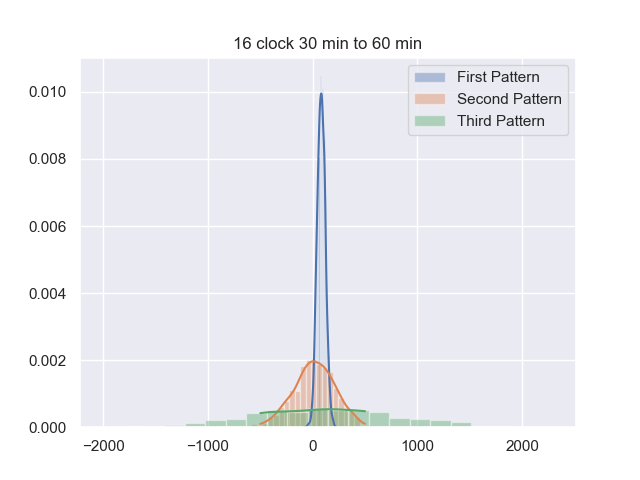 16 clock 30 min to 60 min
First Pattern
Second Pattern
Third Pattern
0.010
0.008
0.006
0.004
0.002
0.000
−2000 −1000 0 1000 2000